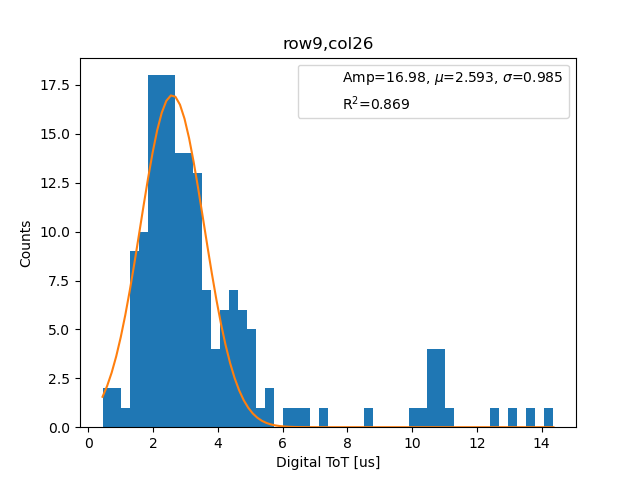 row9,col26
Amp=16.98, μ=2.593, σ=0.985
R²=0.869
17.5
15.0
12.5
10.0
7.5
5.0
2.5
0.0
Counts
0 2 4 6 8 10 12 14
Digital ToT [us]